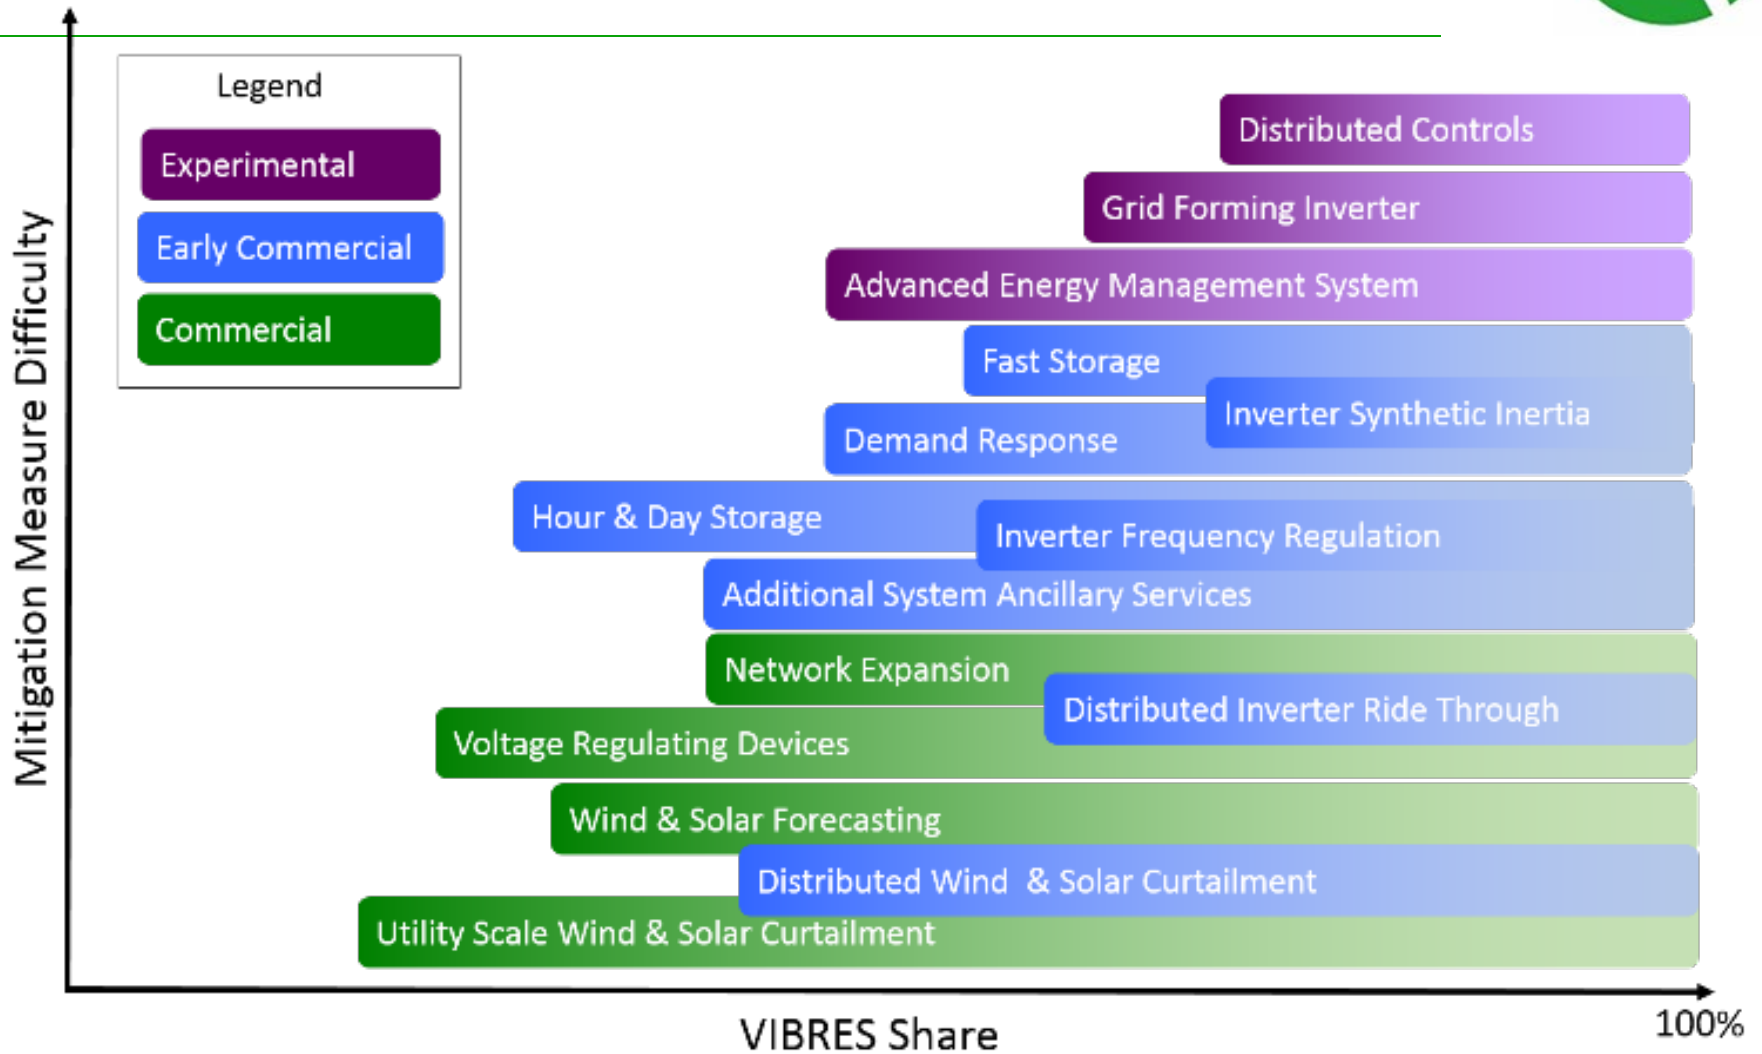 Legend
Experimental
Early Commercial
Commercial
Mitigation Measure Difficulty
Distributed Controls
Grid Forming Inverter
Advanced Energy Management System
Fast Storage
Inverter Synthetic Inertia
Demand Response
Hour & Day Storage
Inverter Frequency Regulation
Additional System Ancillary Services
Network Expansion
Distributed Inverter Ride Through
Voltage Regulating Devices
Wind & Solar Forecasting
Distributed Wind  & Solar Curtailment
Utility Scale Wind & Solar Curtailment
VIBRES Share
100%